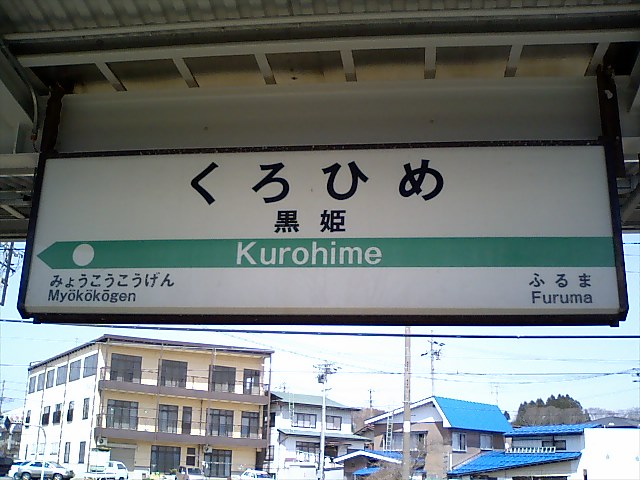 くろひめ
黒姫
Kurohime
みょうこうこうげん ふるま
Myōkōkōgen Furuma